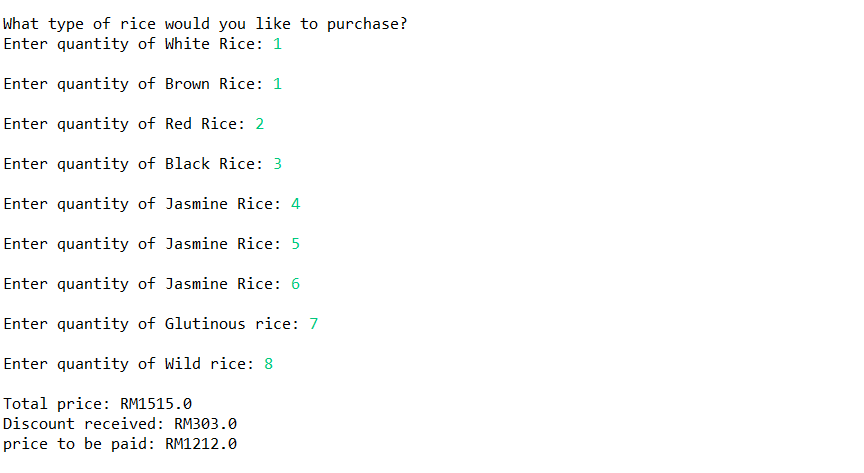 What type of rice would you like to purchase?
Enter quantity of White Rice: 1
Enter quantity of Brown Rice: 1
Enter quantity of Red Rice: 2
Enter quantity of Black Rice: 3
Enter quantity of Jasmine Rice: 4
Enter quantity of Jasmine Rice: 5
Enter quantity of Jasmine Rice: 6
Enter quantity of Glutinous rice: 7
Enter quantity of Wild rice: 8
Total price: RM1515.0
Discount received: RM303.0
price to be paid: RM1212.0